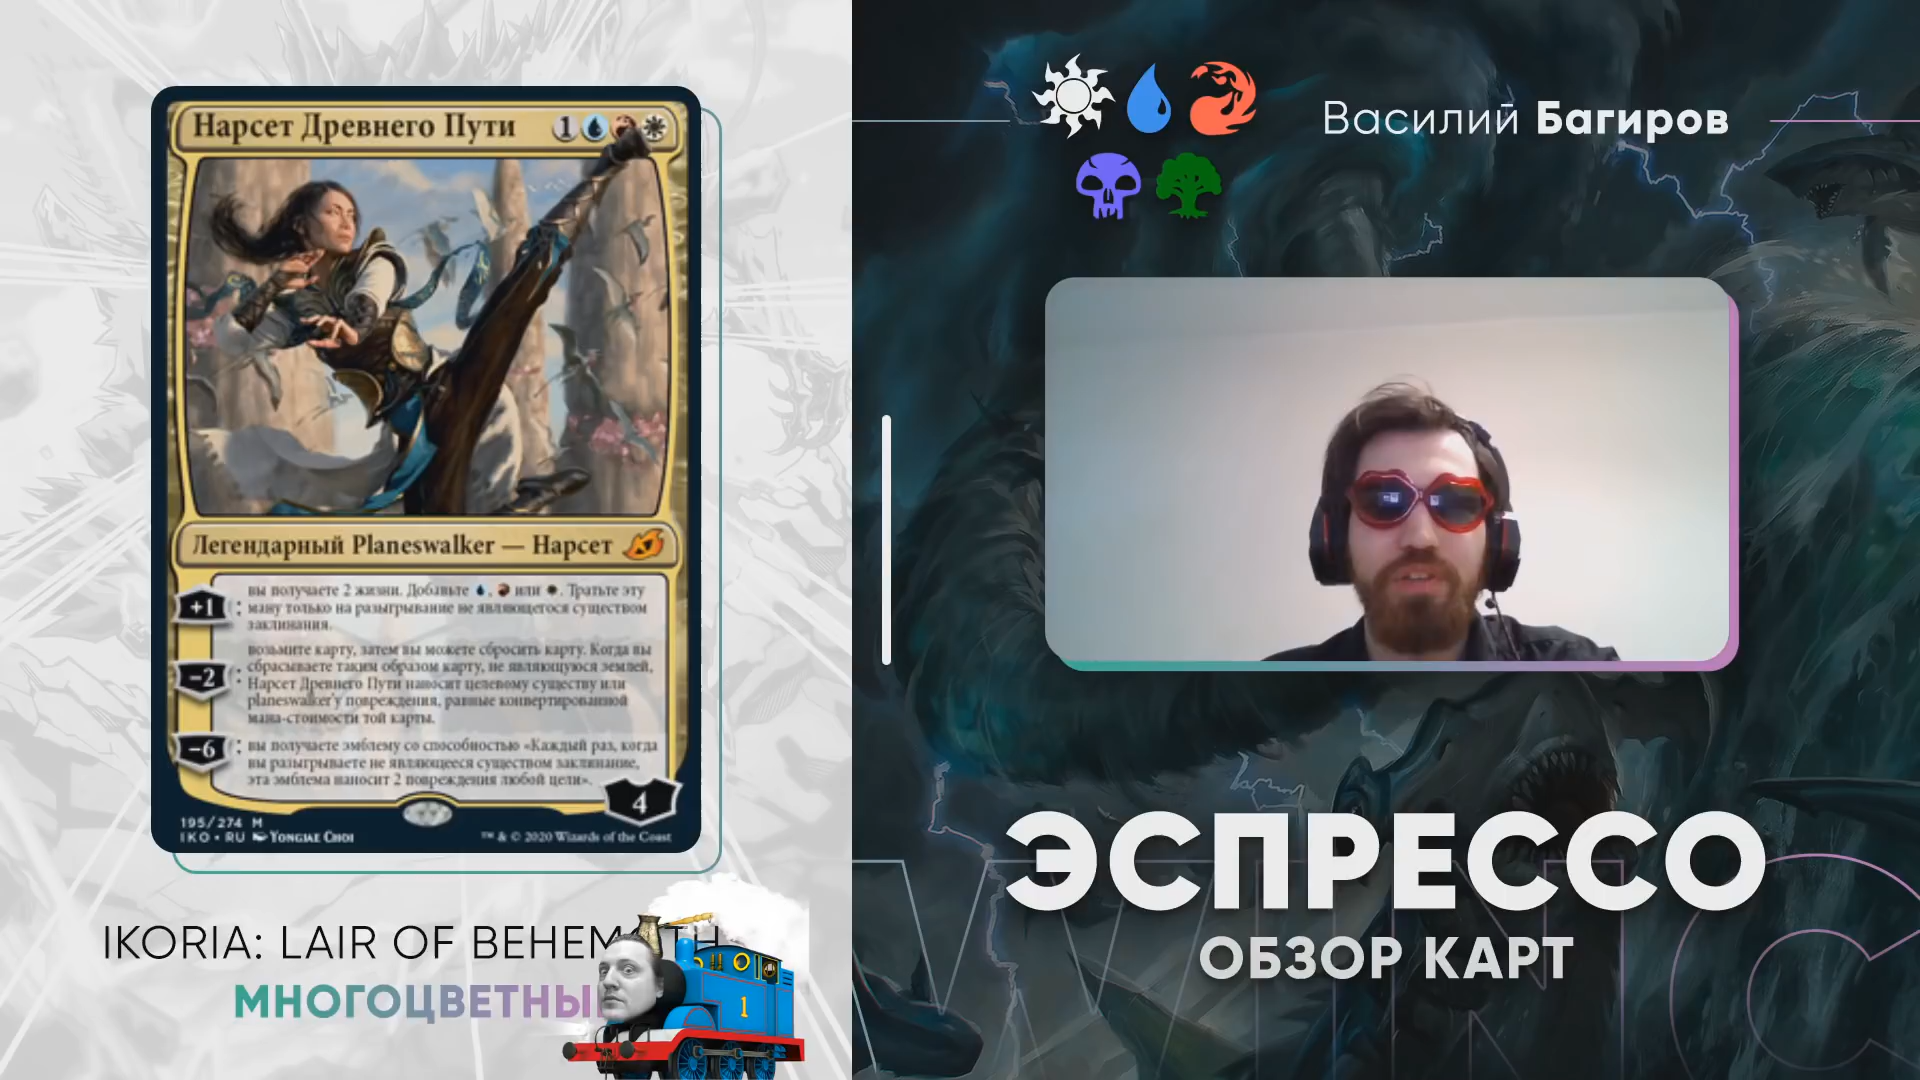 Нарсет Древнего Пути
1
Легендарный Planeswalker — Нарсет
+1 : вы получаете 2 жизни. Добавьте , или . Тратьте эту
ману только на разыгрывание не являющегося существом
заклинания.
-2 : возьмите карту, затем вы можете сбросить карту. Когда вы
сбрасываете таким образом карту, не являющуюся землей,
Нарсет Древнего Пути наносит целевому существу или
planeswalker'у повреждения, равные конвертированной
мана-стоимости той карты.
-6 : вы получаете эмблему со способностью «Каждый раз, когда
вы разыгрываете не являющееся существом заклинание,
эта эмблема наносит 2 повреждения любой цели».
4
195/274 M
IKO • RU Yongjae Choi
™ & © 2020 Wizards of the Coast
IKORIA: LAIR OF BEHEMOTH
МНОГОЦВЕТНЫ
1
Василий Багиров
ЭСПРЕССО
ОБЗОР КАРТ